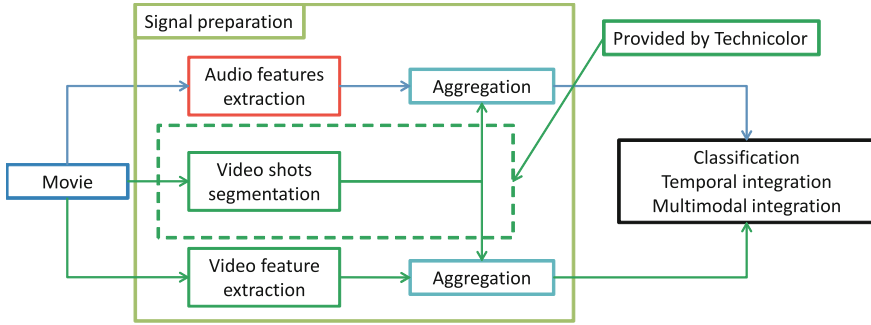 Signal preparation
Provided by Technicolor
Audio features
extraction
Aggregation
Movie
Video shots
segmentation
Classification
Temporal integration
Multimodal integration
Video feature
extraction
Aggregation